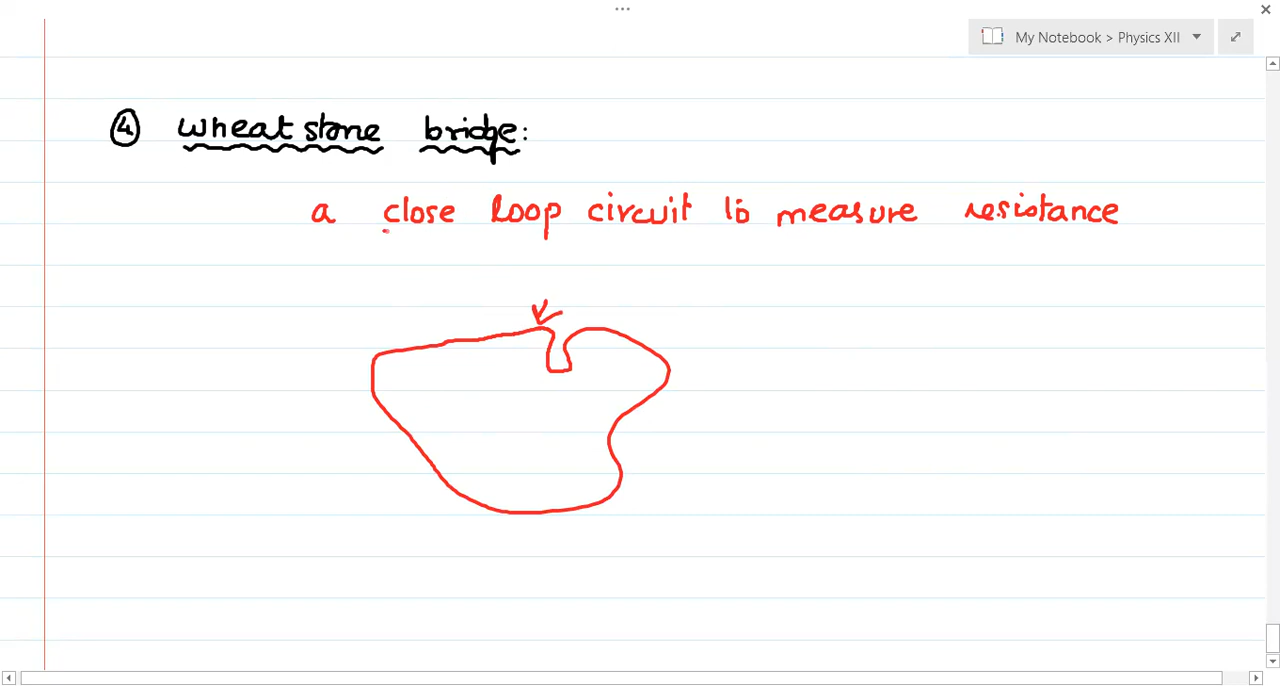 My Notebook > Physics XII
④ wheatstone bridge:
a close loop circuit to measure resistance